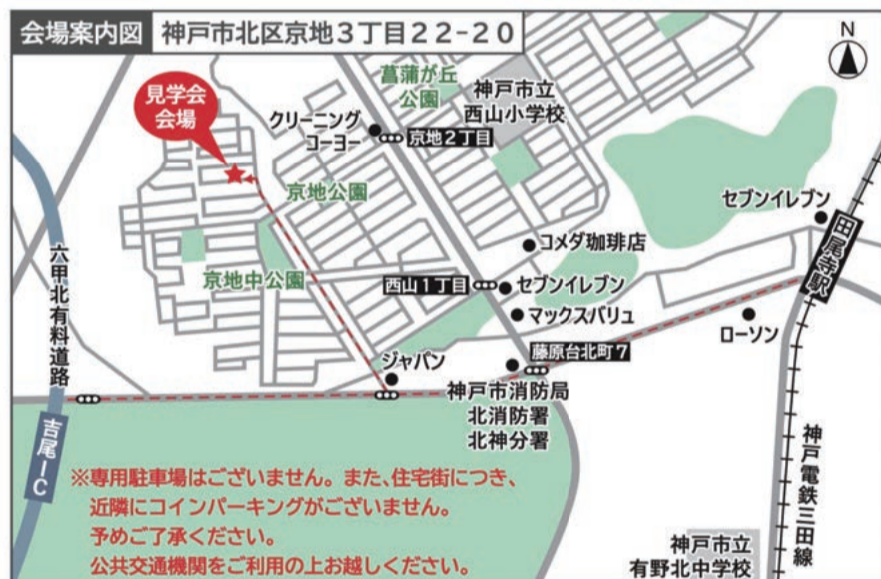 会場案内図
神戸市北区京地3丁目22-20
N
見学会
会場
菖蒲が丘
公園
神戸市立
西山小学校
クリーニング
コーヨー
京地2丁目
京地公園
セブンイレブン
田尾寺駅
コメダ珈琲店
京地中公園
六甲北有料道路
西山1丁目
セブンイレブン
マックスバリュ
ローソン
藤原台北町7
ジャパン
神戸市消防局
北消防署
北神分署
吉尾IC
神戸電鉄三田線
※専用駐車場はございません。また、住宅街につき、
近隣にコインパーキングがございません。
予めご了承ください。
公共交通機関をご利用の上お越しください。
神戸市立
有野北中学校